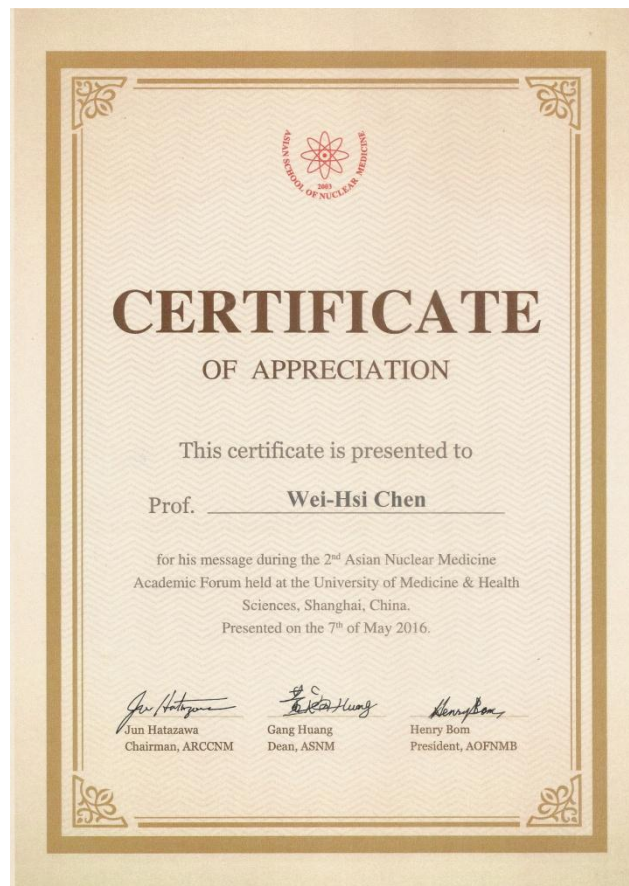 ASIAN SCHOOL OF NUCLEAR MEDICINE
2003
CERTIFICATE
OF APPRECIATION
This certificate is presented to
Prof. Wei-Hsi Chen
for his message during the 2nd Asian Nuclear Medicine
Academic Forum held at the University of Medicine & Health
Sciences, Shanghai, China.
Presented on the 7th of May 2016.
Jun Hatazawa
Chairman, ARCCNM
Gang Huang
Dean, ASNM
Henry Bom
President, AOFNMB